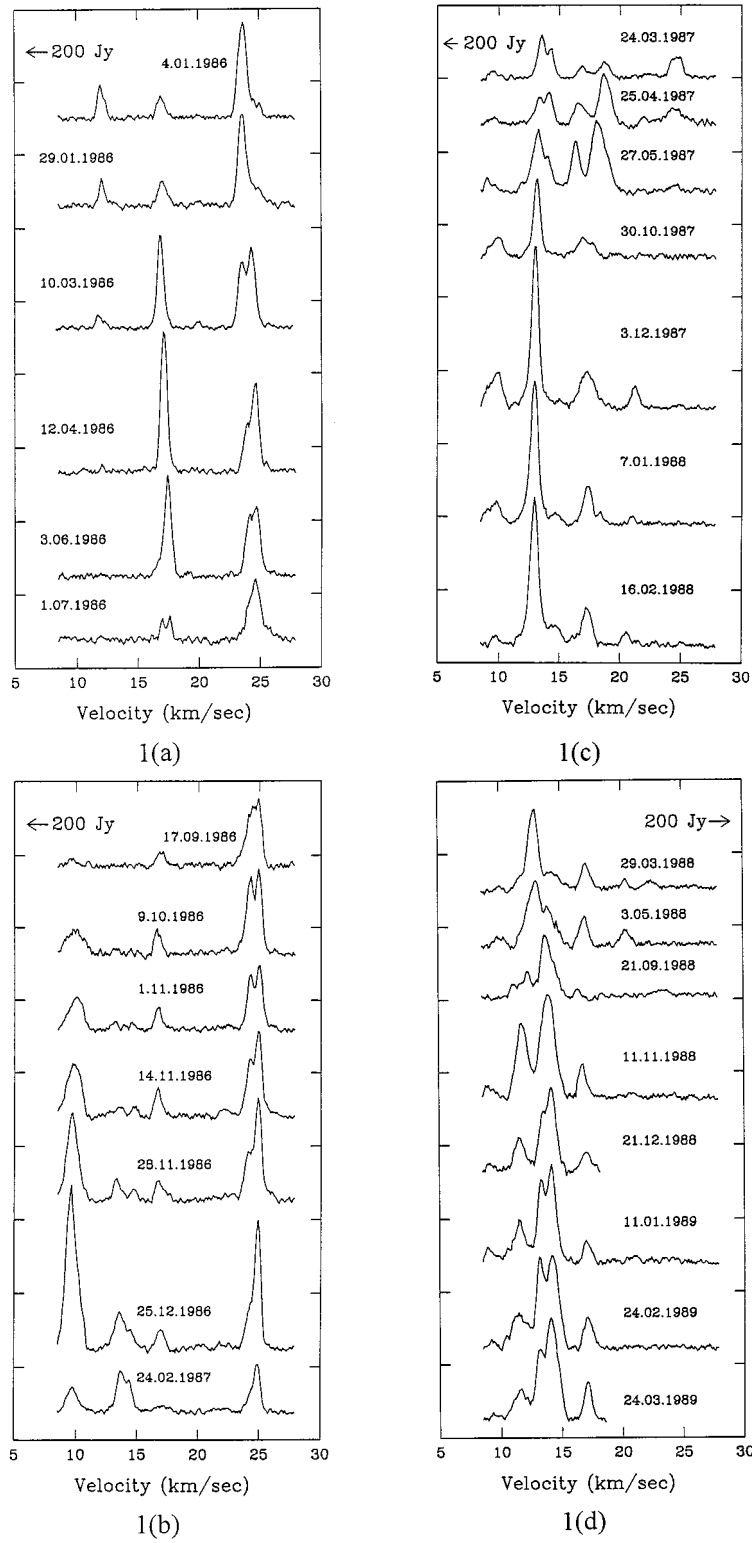 ←200 Jy
4.01.1986
29.01.1986
10.03.1986
12.04.1986
3.06.1986
1.07.1986
5 10 15 20 25 30
Velocity (km/sec)
1(a)
←200 Jy
24.03.1987
25.04.1987
27.05.1987
30.10.1987
3.12.1987
7.01.1988
16.02.1988
5 10 15 20 25 30
Velocity (km/sec)
1(c)
←200 Jy
17.09.1986
9.10.1986
1.11.1986
14.11.1986
28.11.1986
25.12.1986
24.02.1987
5 10 15 20 25 30
Velocity (km/sec)
1(b)
200 Jy→
29.03.1988
3.05.1988
21.09.1988
11.11.1988
21.12.1988
11.01.1989
24.02.1989
24.03.1989
5 10 15 20 25 30
Velocity (km/sec)
1(d)